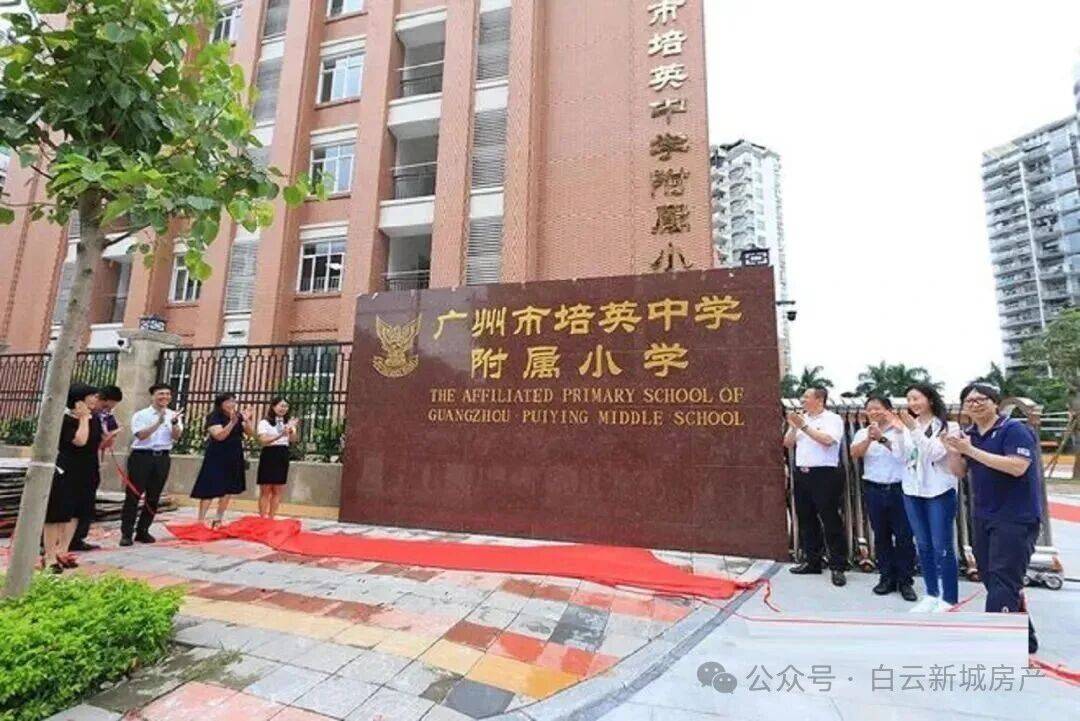 市培英中学附属小
广州市培英中学
附属小学
THE AFFILIATED PRIMARY SCHOOL OF
GUANGZHOU PUIYING MIDDLE SCHOOL
公众号 · 白云新城房产